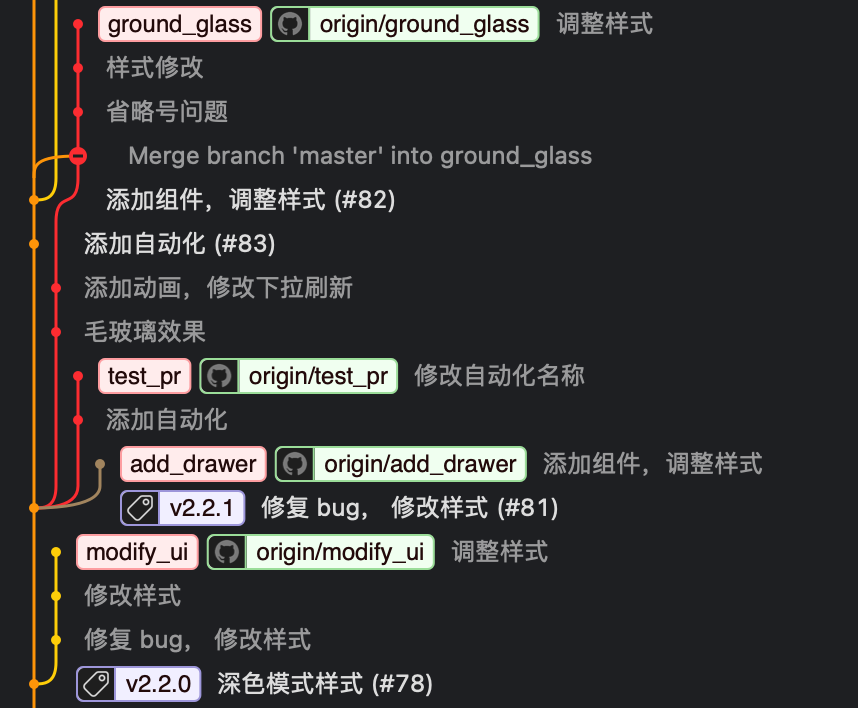 ground_glass origin/ground_glass 调整样式
样式修改
省略号问题
Merge branch 'master' into ground_glass
添加组件，调整样式 (#82)
添加自动化 (#83)
添加动画，修改下拉刷新
毛玻璃效果
test_pr origin/test_pr 修改自动化名称
添加自动化
add_drawer origin/add_drawer 添加组件，调整样式
v2.2.1 修复 bug， 修改样式 (#81)
modify_ui origin/modify_ui 调整样式
修改样式
修复 bug， 修改样式
v2.2.0 深色模式样式 (#78)